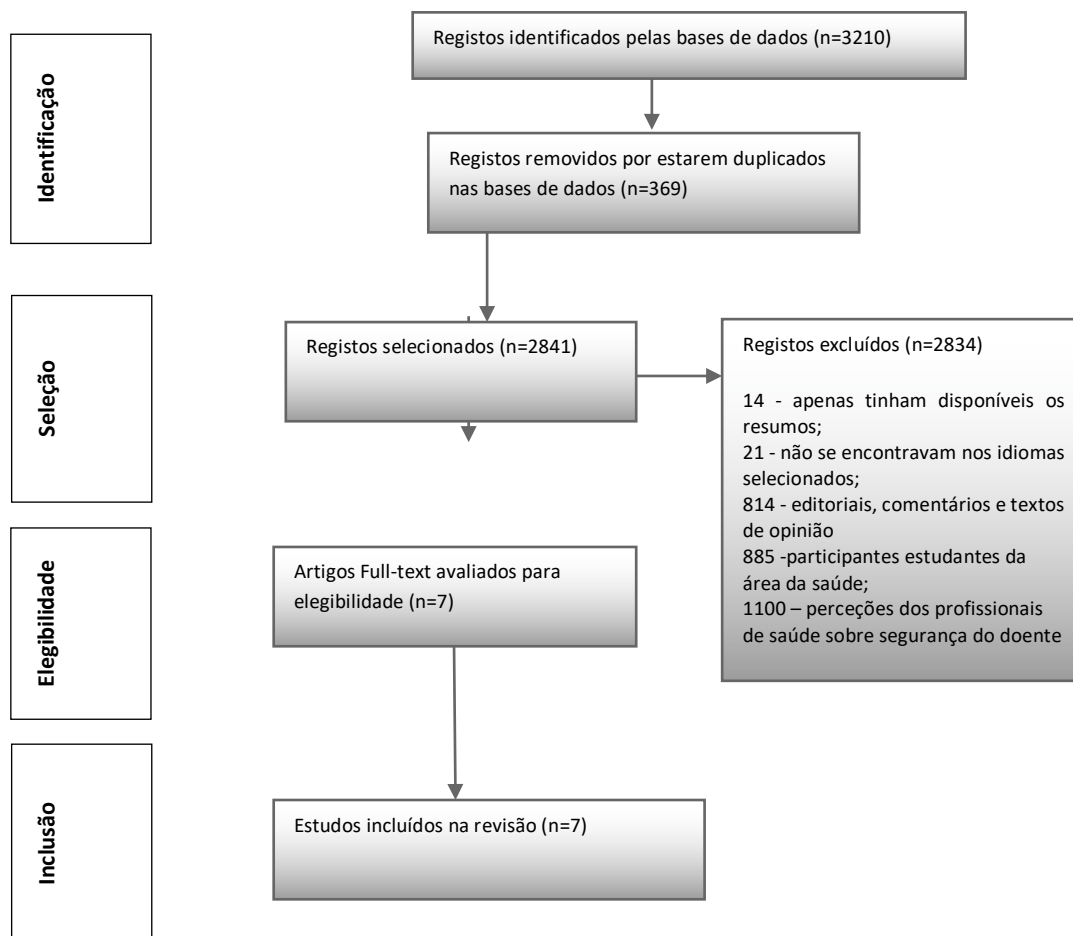 Identificação
Registos identificados pelas bases de dados (n=3210)
Registos removidos por estarem duplicados
nas bases de dados (n=369)
Seleção
Registos selecionados (n=2841)
Registos excluídos (n=2834)
14 - apenas tinham disponíveis os
resumos;
21 - não se encontravam nos idiomas
selecionados;
814 - editoriais, comentários e textos
de opinião
885 -participantes estudantes da
área da saúde;
1100 – perceções dos profissionais
de saúde sobre segurança do doente
Elegibilidade
Artigos Full-text avaliados para
elegibilidade (n=7)
Inclusão
Estudos incluídos na revisão (n=7)